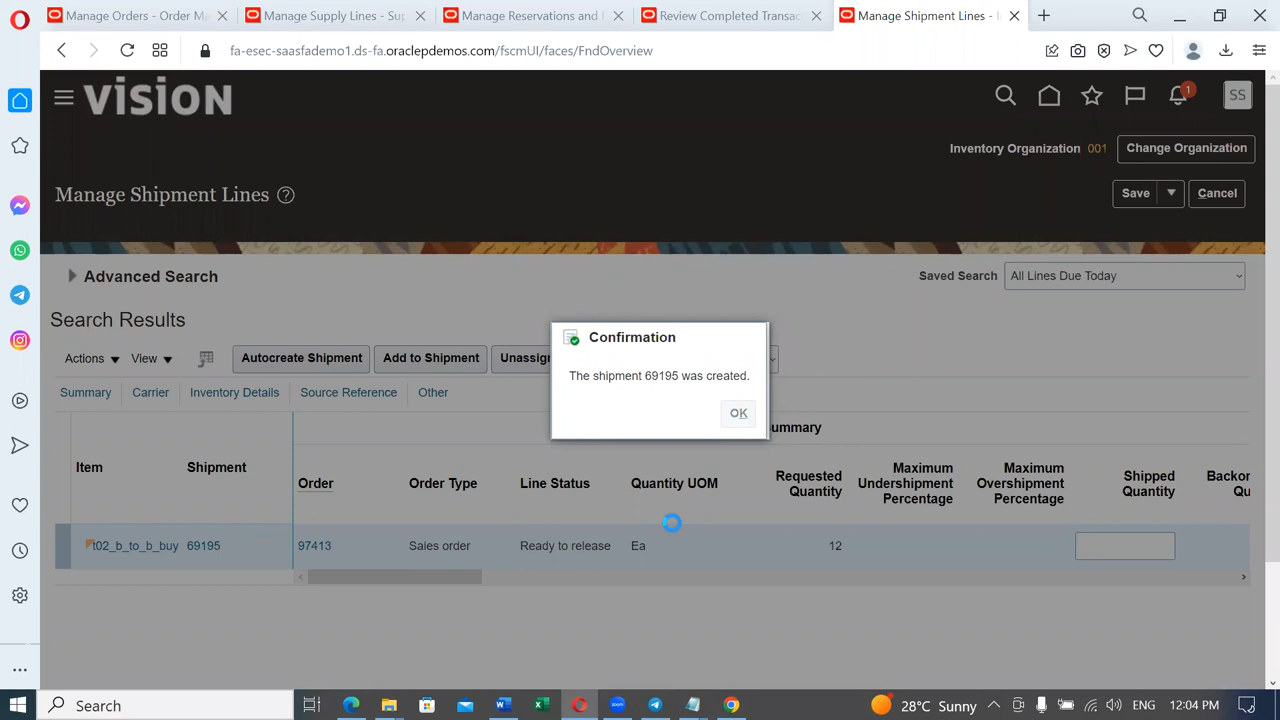 Manage Orders - Order Ma
Manage Supply Lines - Sup
Manage Reservations and
Review Completed Transac
Manage Shipment Lines - I
fa-esec-saasfademo1.ds-fa.oraclepdemos.com/fscmUI/faces/FndOverview
VISION
1
SS
Inventory Organization 001 Change Organization
Manage Shipment Lines
Save Cancel
Advanced Search
Saved Search All Lines Due Today
Search Results
Actions View Autocreate Shipment Add to Shipment Unassig
Confirmation
The shipment 69195 was created.
OK
Summary Carrier Inventory Details Source Reference Other
ummary
Item Shipment Order Order Type Line Status Quantity UOM
Requested Quantity
Maximum Undershipment Percentage
Maximum Overshipment Percentage
Shipped Quantity
Backor Qu
t02_b_to_b_buy 69195 97413 Sales order Ready to release Ea 12
Search
28°C Sunny ENG 12:04 PM